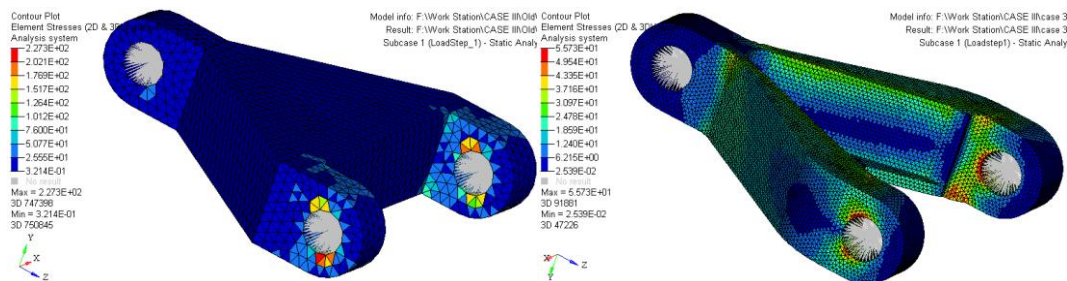 Contour Plot
Element Stresses (2D & 3D
Analysis system
2.273E+02
2.021E+02
1.769E+02
1.517E+02
1.264E+02
1.012E+02
7.600E+01
5.077E+01
2.555E+01
3.214E-01
No result
Max = 2.273E+02
3D 747398
Min = 3.214E-01
3D 750845
Y
X
Z
Model info: F:\Work Station\CASE III\Old\
Result: F:\Work Station\CASE III\Old\
Subcase 1 (LoadStep_1) - Static Analy
Contour Plot
Element Stresses (2D & 3D
Analysis system
5.573E+01
4.954E+01
4.335E+01
3.716E+01
3.097E+01
2.478E+01
1.859E+01
1.240E+01
6.215E+00
2.539E-02
No result
Max = 5.573E+01
3D 91881
Min = 2.539E-02
3D 47226
X
Z
Y
Model info: F:\Work Station\CASE III\case 3
Result: F:\Work Station\CASE III\case 3
Subcase 1 (Loadstep1) - Static Analy